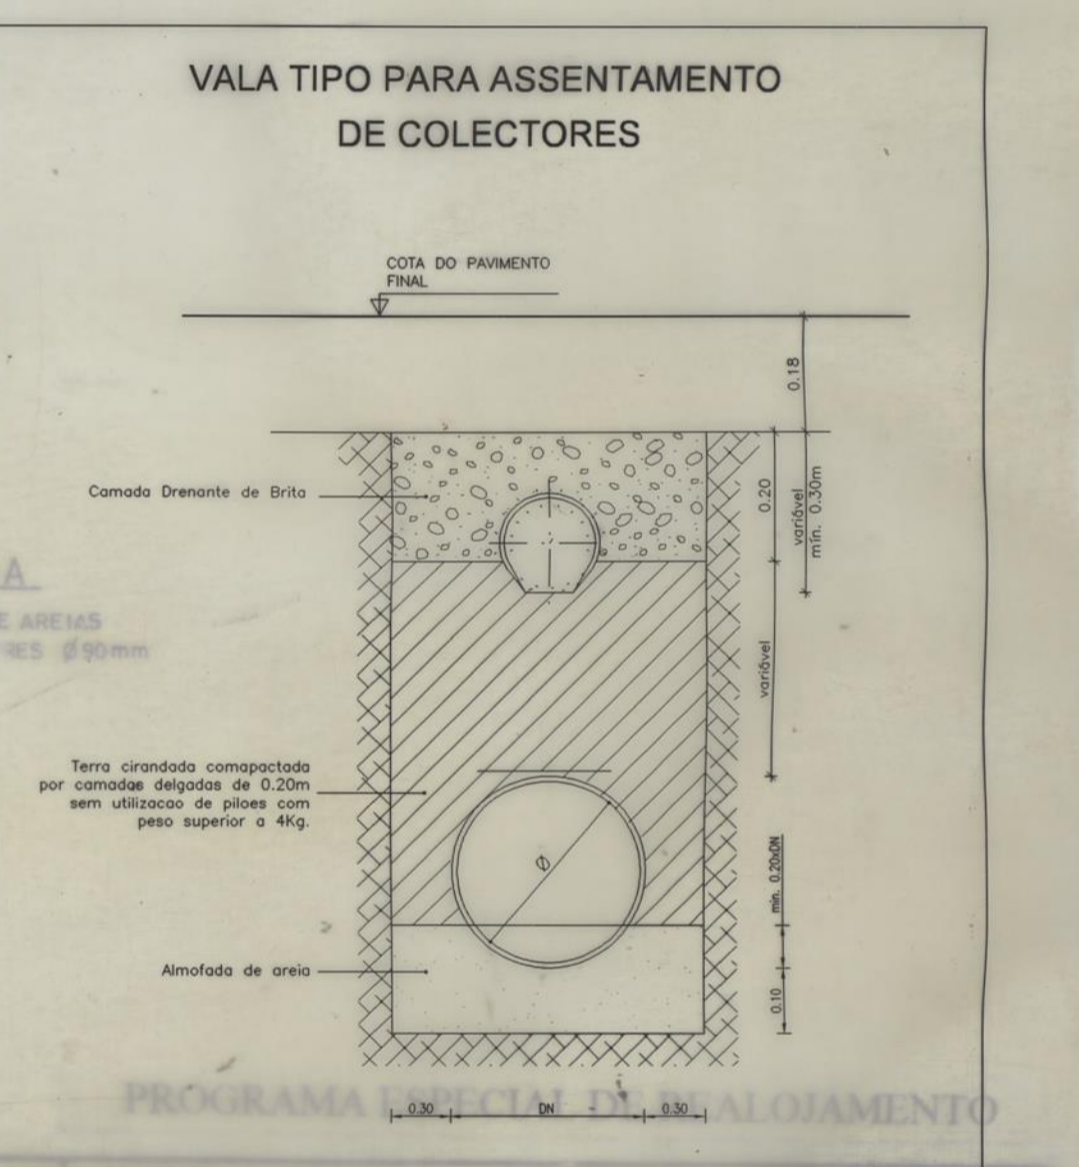 VALA TIPO PARA ASSENTAMENTO
DE COLECTORES
COTA DO PAVIMENTO
FINAL
0.18
Camada Drenante de Brita
0.20
variável
mín. 0.30m
A
E AREIAS
RES Ø90mm
variável
Terra cirandada comapactada
por camadas delgadas de 0.20m
sem utilizacao de piloes com
peso superior a 4Kg.
Ø
mín. 0.20xDN
Almofada de areia
0.10
PROGRAMA ESPECIAL DE REALOJAMENTO
0.30 DN 0.30